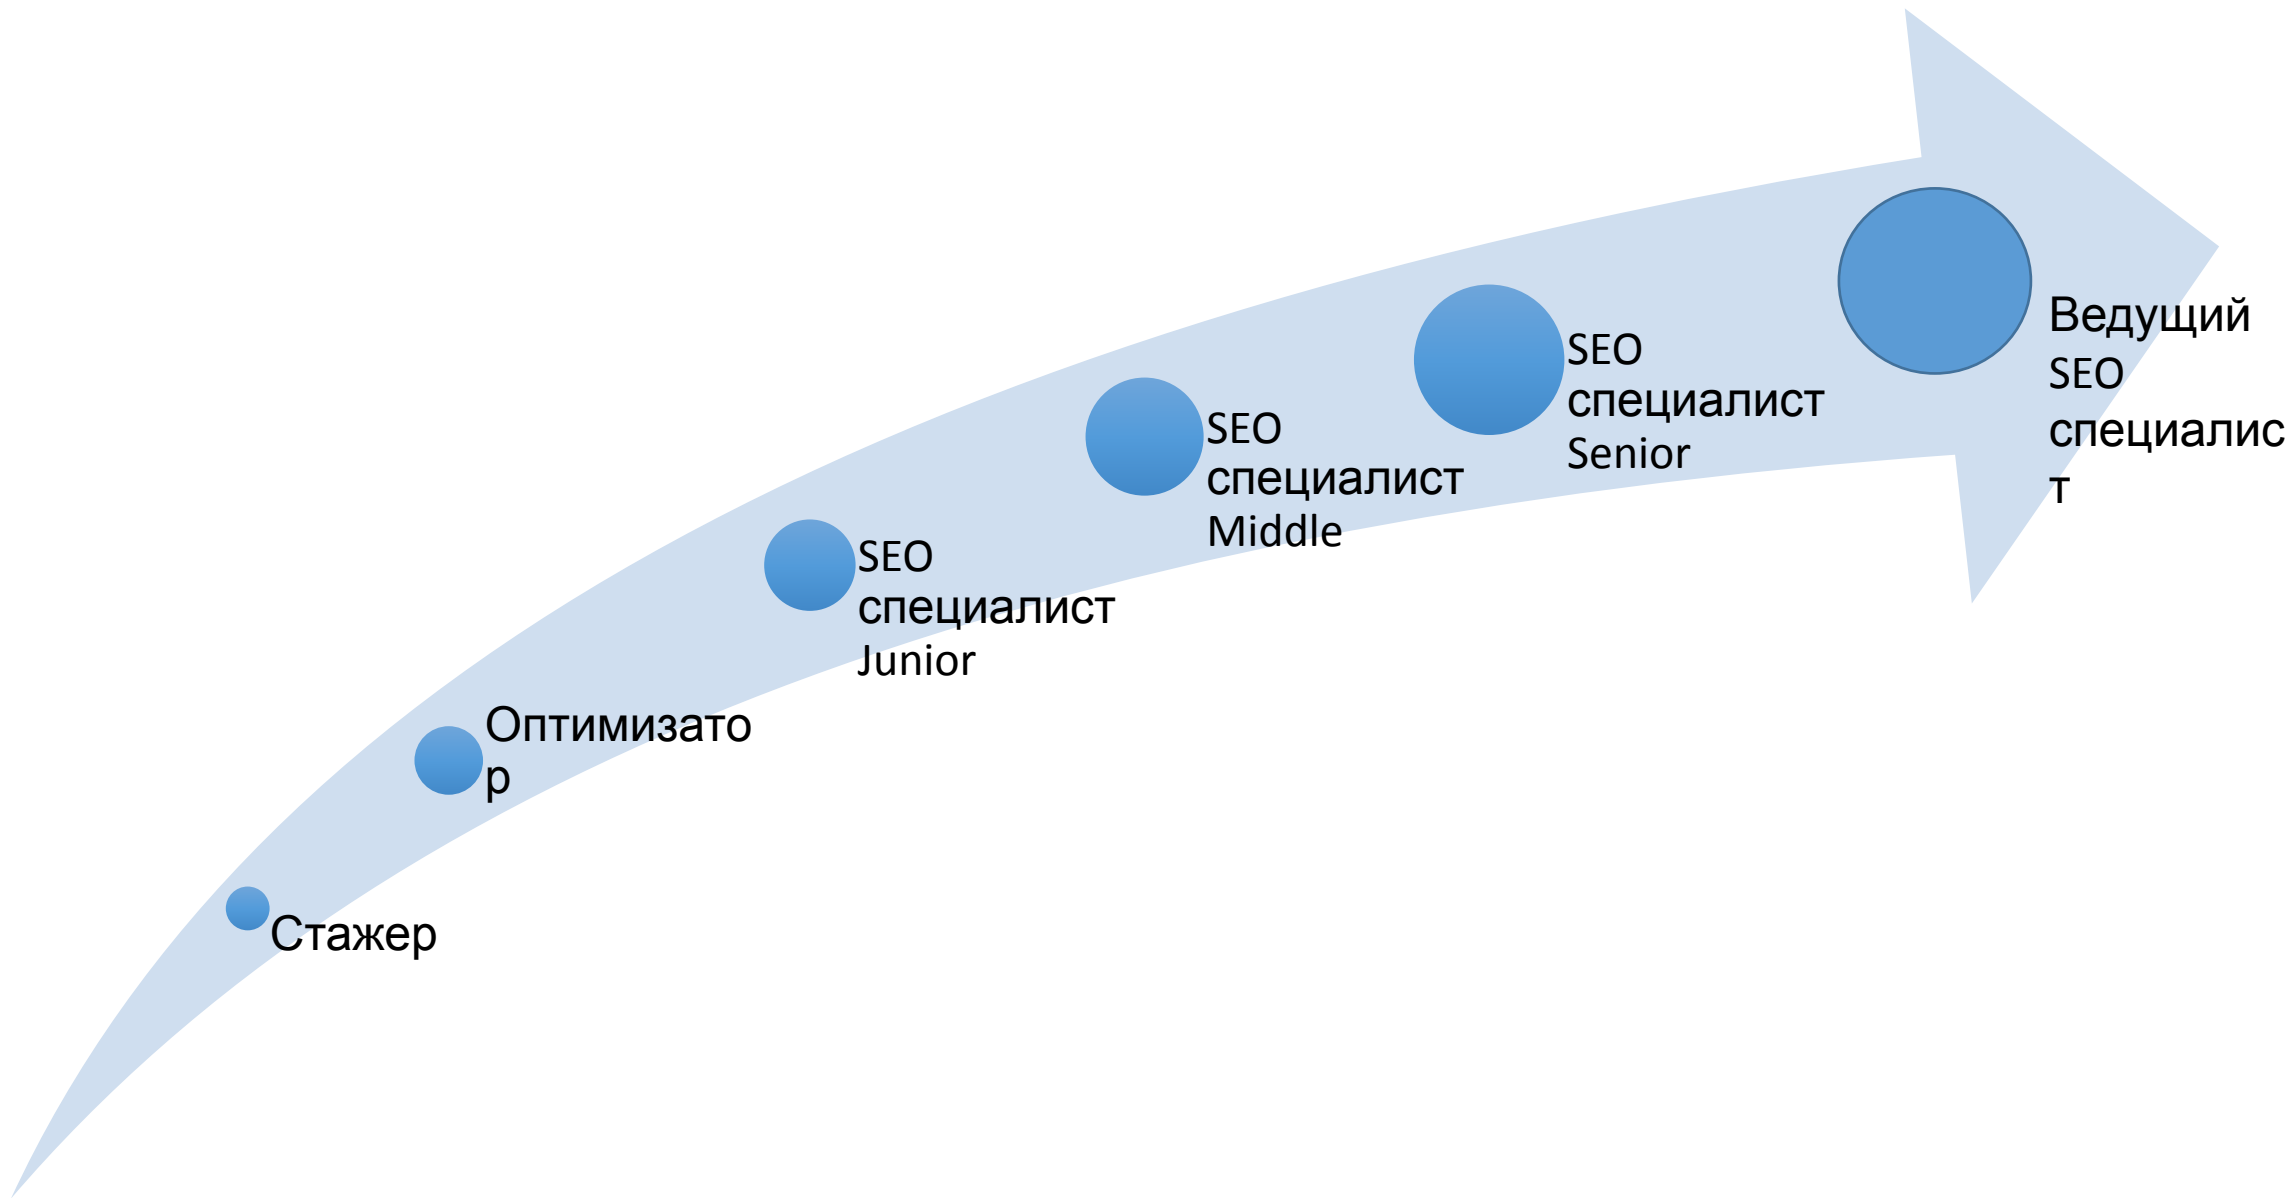 Стажер
Оптимизато
р
SEO
специалист
Junior
SEO
специалист
Middle
SEO
специалист
Senior
Ведущий
SEO
специалис
т